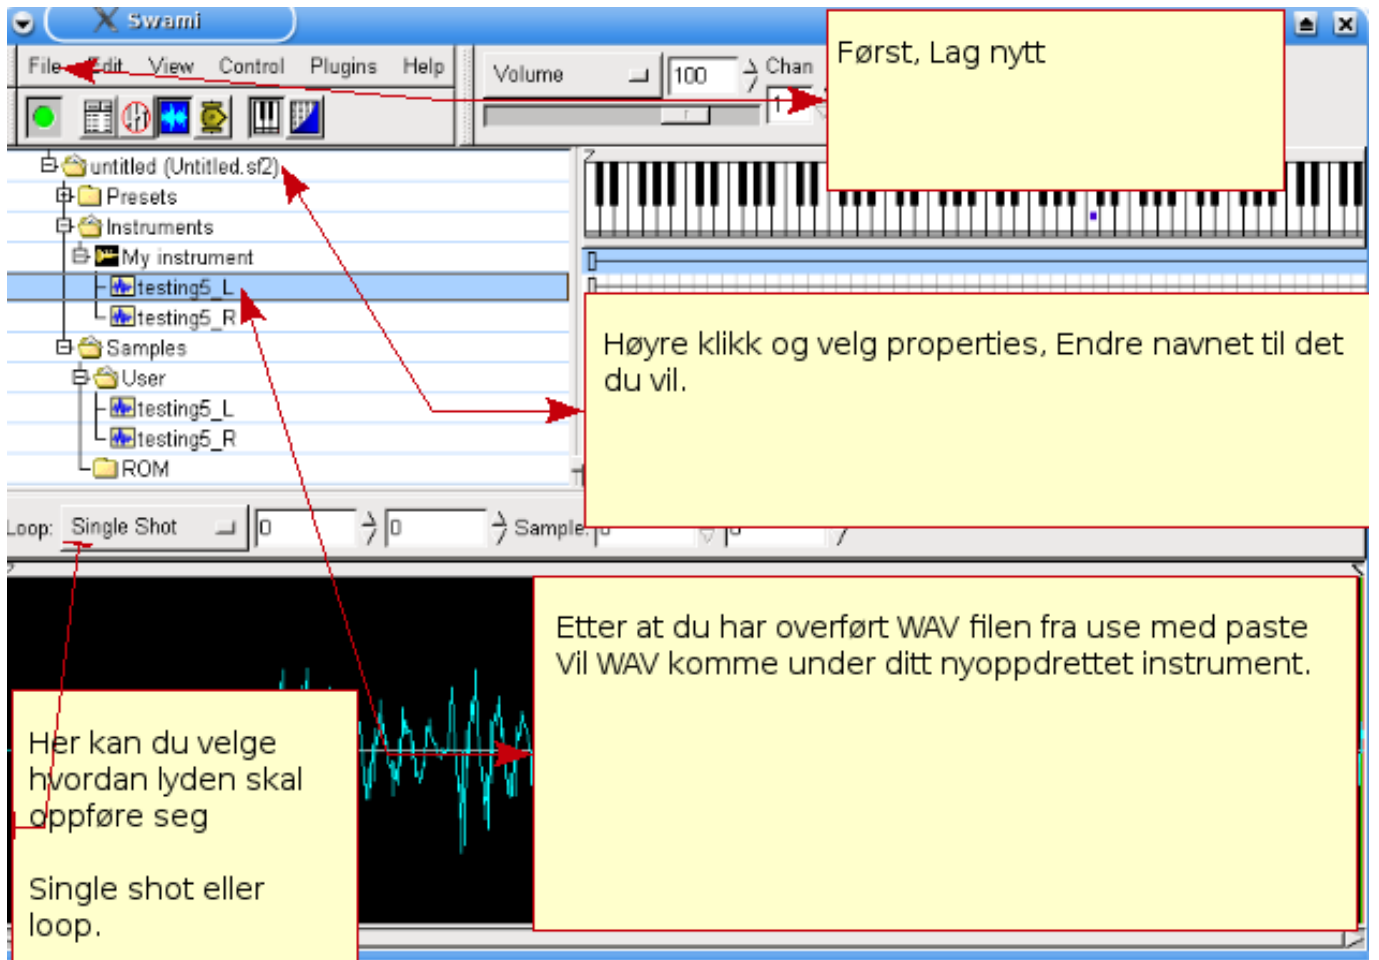 Swami
File Edit View Control Plugins Help
Volume 100 Chan
1
Først, Lag nytt
untitled (Untitled.sf2)
Presets
Instruments
My instrument
testing5_L
testing5_R
Samples
User
testing5_L
testing5_R
ROM
Høyre klikk og velg properties, Endre navnet til det
du vil.
Loop: Single Shot 0 0 Sample: 0 0
Etter at du har overført WAV filen fra use med paste
Vil WAV komme under ditt nyoppdrettet instrument.
Her kan du velge
hvordan lyden skal
oppføre seg
Single shot eller
loop.